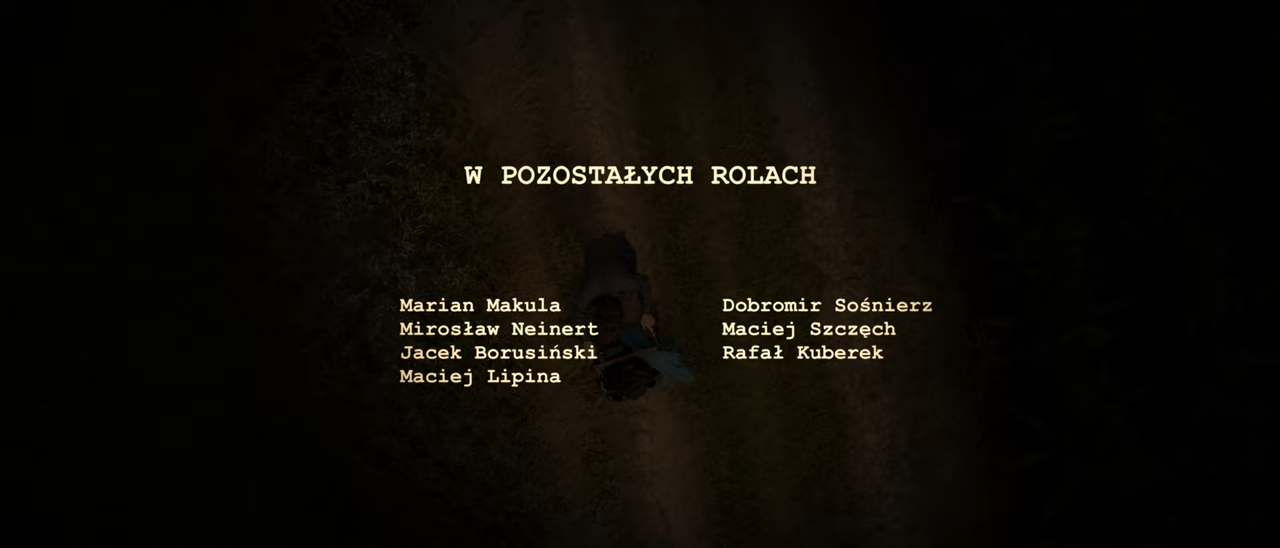 W POZOSTAŁYCH ROLACH
Marian Makula
Mirosław Neinert
Jacek Borusiński
Maciej Lipina
Dobromir Sośnierz
Maciej Szczęch
Rafał Kuberek